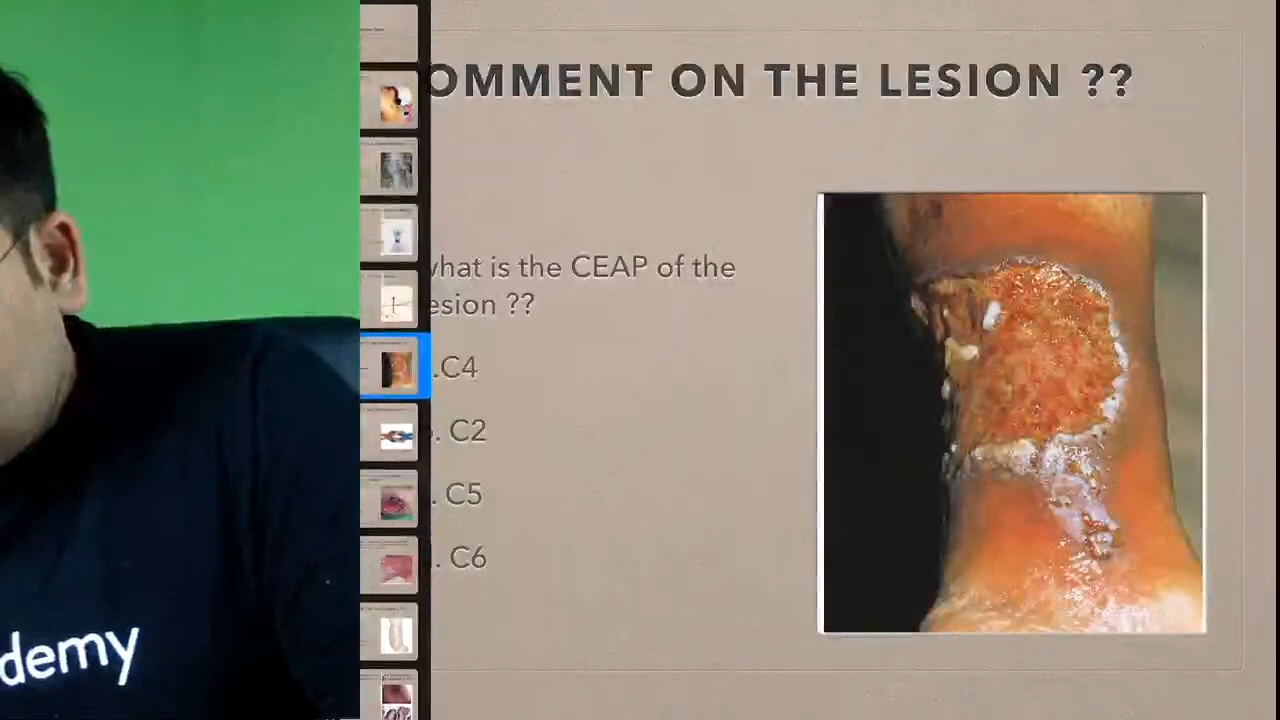 OMMENT ON THE LESION ??
what is the CEAP of the
esion ??
.C4
. C2
. C5
. C6
demy